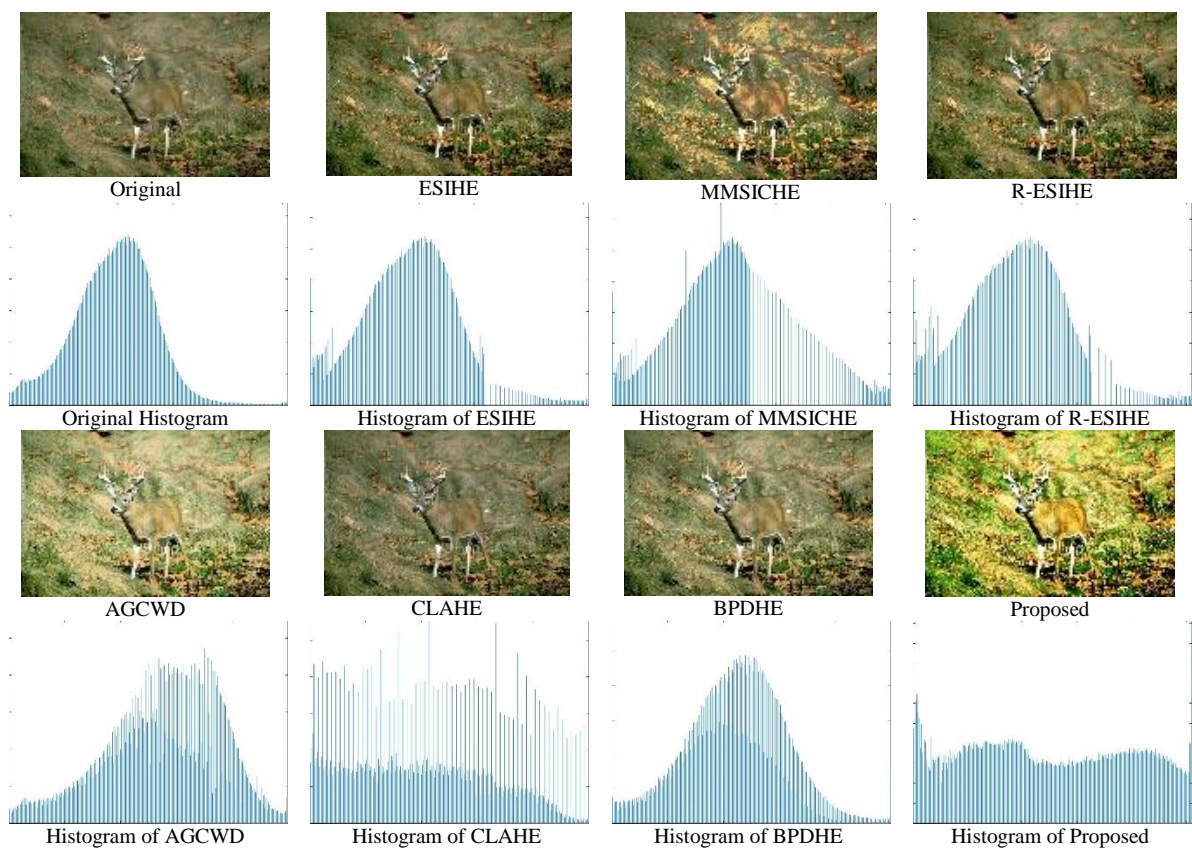 Original
ESIHE
MMSICHE
R-ESIHE
Original Histogram
Histogram of ESIHE
Histogram of MMSICHE
Histogram of R-ESIHE
AGCWD
CLAHE
BPDHE
Proposed
Histogram of AGCWD
Histogram of CLAHE
Histogram of BPDHE
Histogram of Proposed